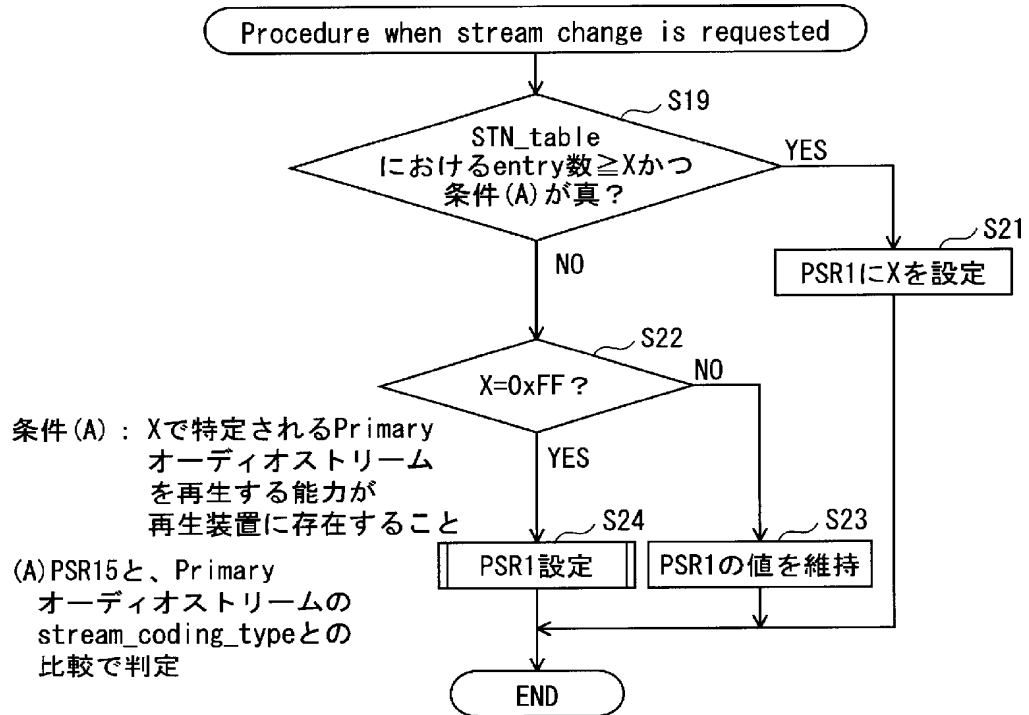 Procedure when stream change is requested
S19
STN_table
におけるentry数≧Xかつ
条件(A)が真？
YES
S21
PSR1にXを設定
NO
S22
X=0xFF？
NO
YES
条件(A)：Xで特定されるPrimary
オーディオストリーム
を再生する能力が
再生装置に存在すること
S24
PSR1設定
S23
PSR1の値を維持
(A)PSR15と、Primary
オーディオストリームの
stream_coding_typeとの
比較で判定
END